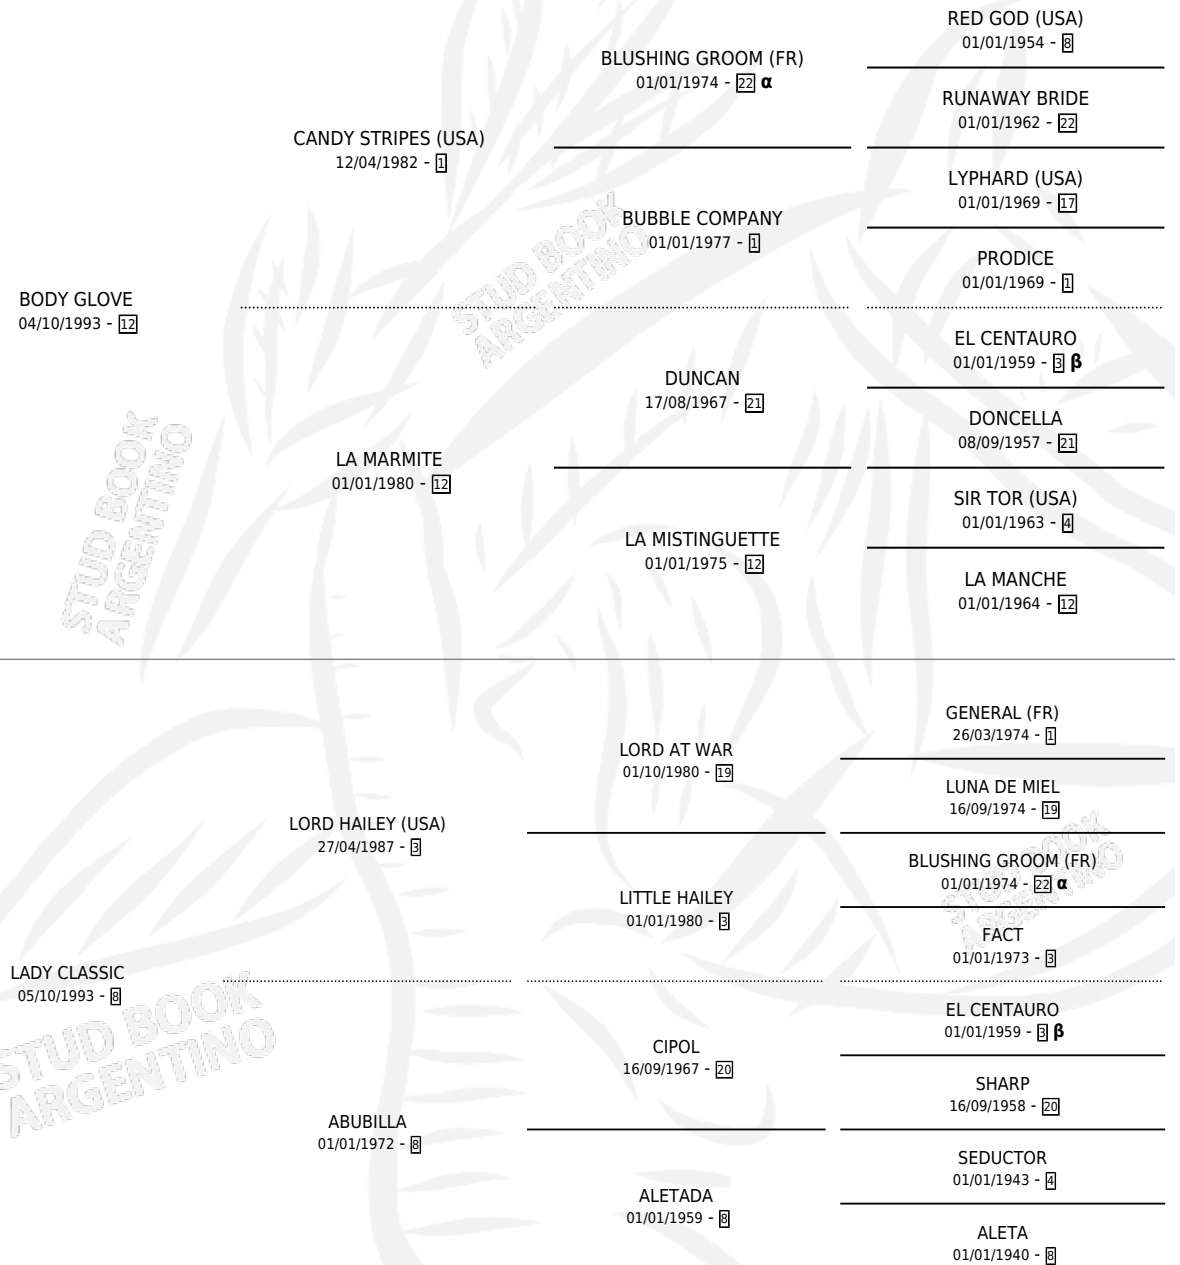 RED GOD (USA)
01/01/1954 - 8
BLUSHING GROOM (FR)
01/01/1974 - 22 α
RUNAWAY BRIDE
01/01/1962 - 22
CANDY STRIPES (USA)
12/04/1982 - 1
LYPHARD (USA)
01/01/1969 - 17
BUBBLE COMPANY
01/01/1977 - 1
PRODICE
01/01/1969 - 1
BODY GLOVE
04/10/1993 - 12
EL CENTAURO
01/01/1959 - 3 β
DUNCAN
17/08/1967 - 21
DONCELLA
08/09/1957 - 21
LA MARMITE
01/01/1980 - 12
SIR TOR (USA)
01/01/1963 - 4
LA MISTINGUETTE
01/01/1975 - 12
LA MANCHE
01/01/1964 - 12
GENERAL (FR)
26/03/1974 - 1
LORD AT WAR
01/10/1980 - 19
LUNA DE MIEL
16/09/1974 - 19
LORD HAILEY (USA)
27/04/1987 - 3
BLUSHING GROOM (FR)
01/01/1974 - 22 α
LITTLE HAILEY
01/01/1980 - 3
FACT
01/01/1973 - 3
LADY CLASSIC
05/10/1993 - 8
EL CENTAURO
01/01/1959 - 3 β
CIPOL
16/09/1967 - 20
SHARP
16/09/1958 - 20
ABUBILLA
01/01/1972 - 8
SEDUCTOR
01/01/1943 - 4
ALETADA
01/01/1959 - 8
ALETA
01/01/1940 - 8
STUD BOOK
ARGENTINO
STUD BOOK
ARGENTINO
STUD BOOK
ARGENTINO
STUD BOOK
ARGENTINO